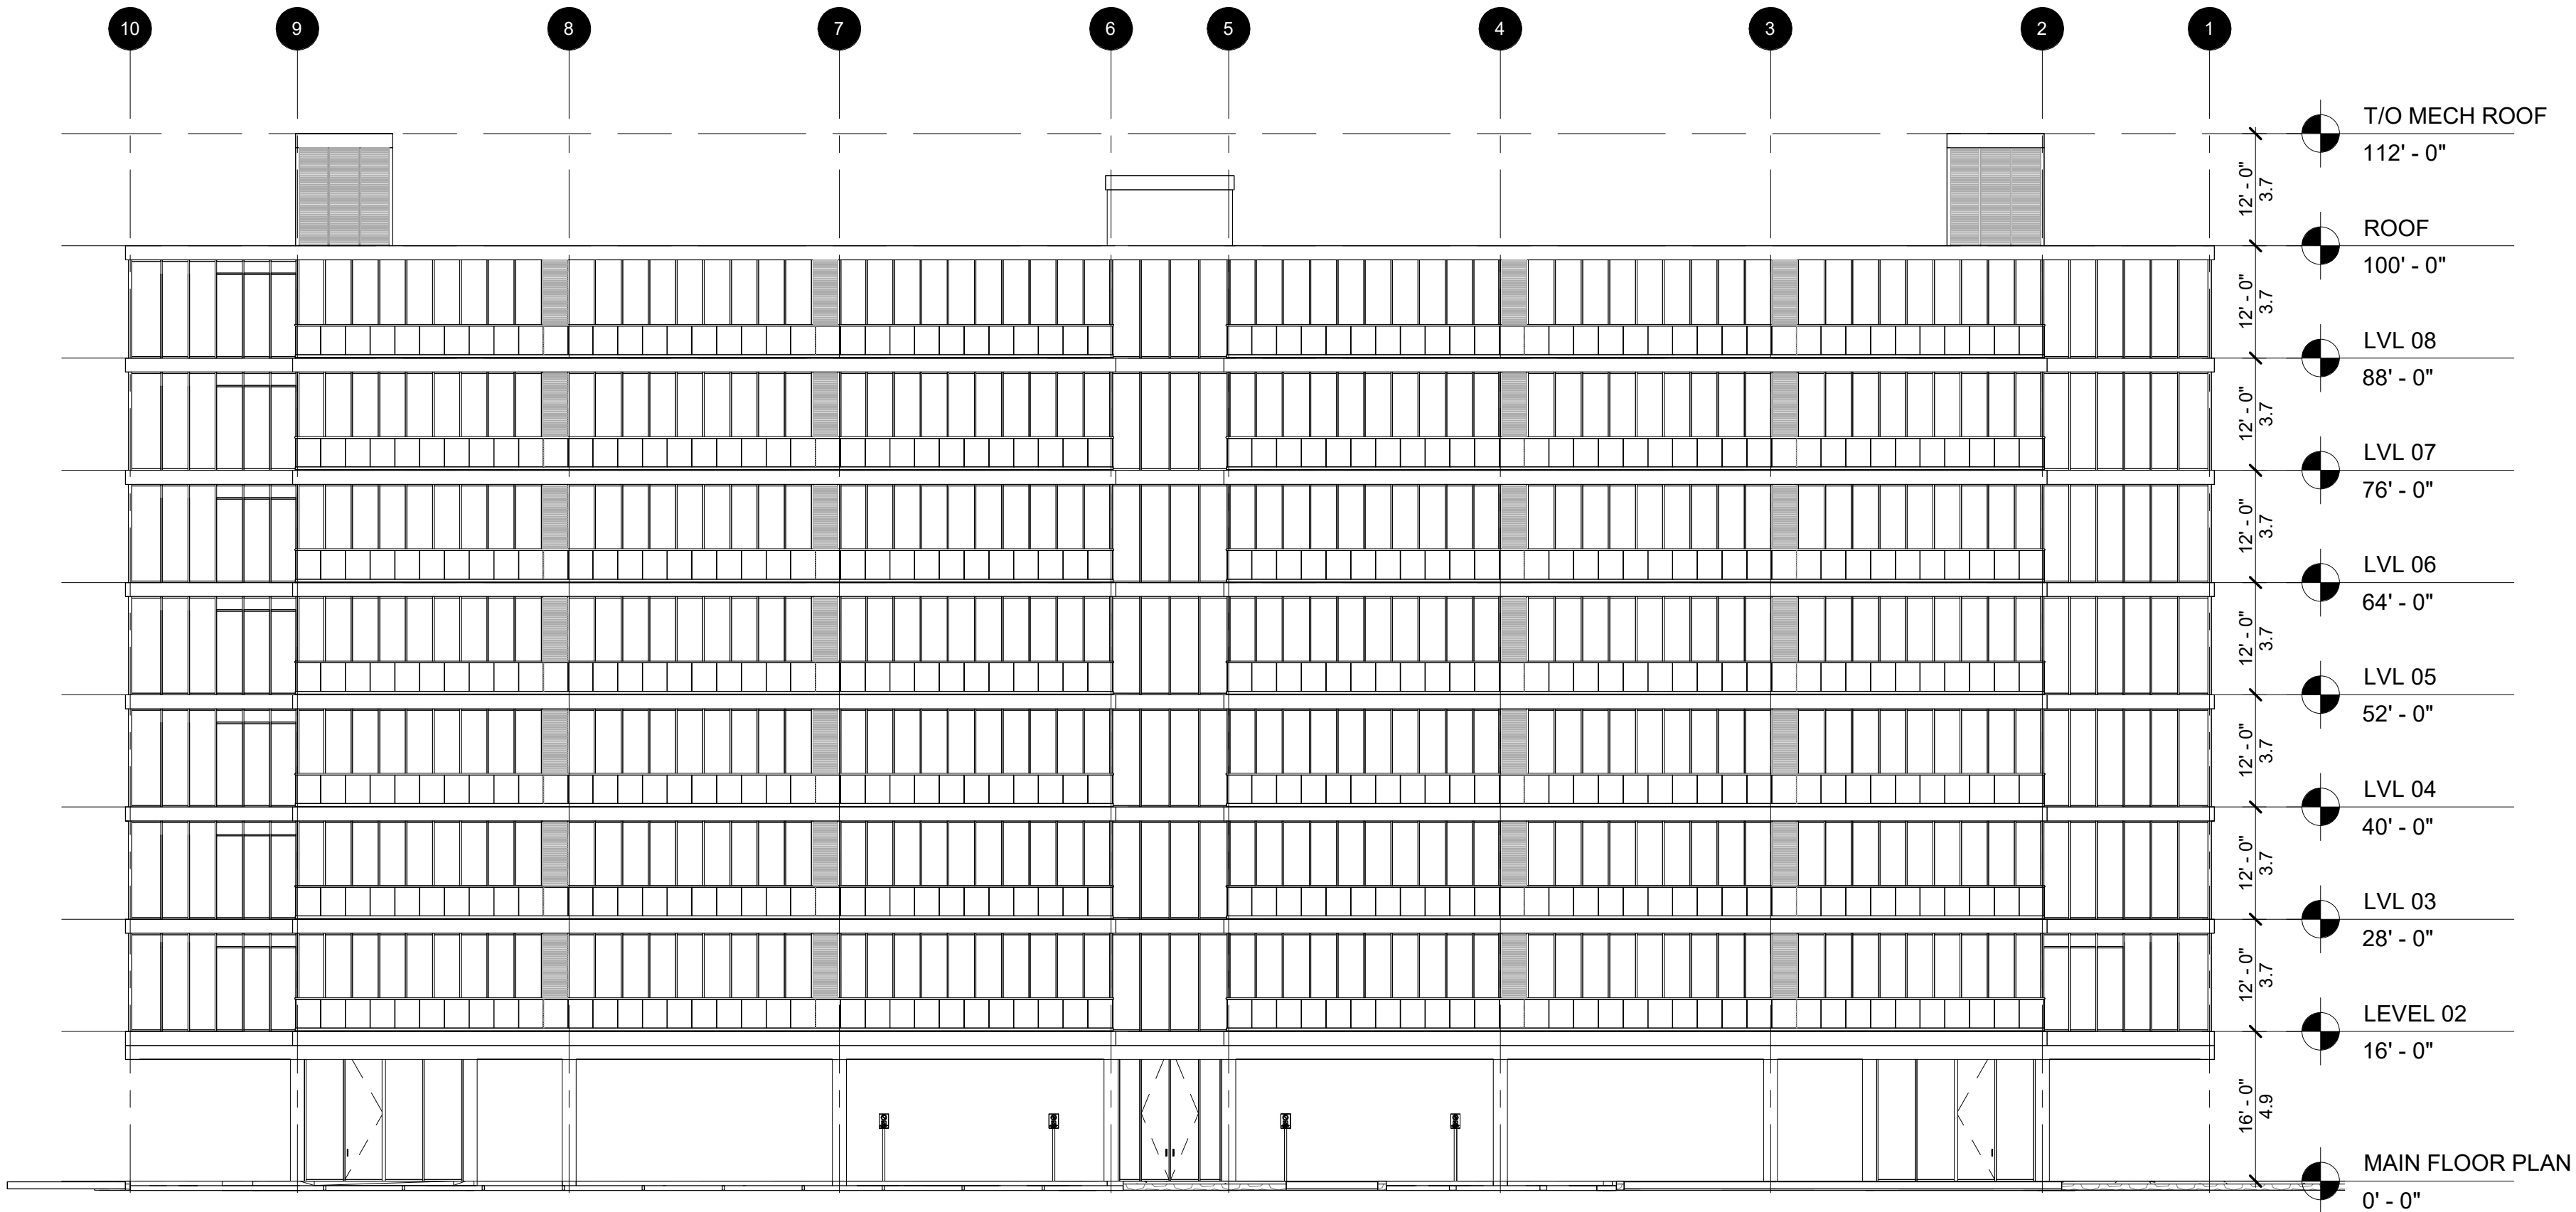 10
9
8
7
6
5
4
3
2
1
T/O MECH ROOF
112' - 0"
12' - 0"
3.7
ROOF
100' - 0"
12' - 0"
3.7
LVL 08
88' - 0"
12' - 0"
3.7
LVL 07
76' - 0"
12' - 0"
3.7
LVL 06
64' - 0"
12' - 0"
3.7
LVL 05
52' - 0"
12' - 0"
3.7
LVL 04
40' - 0"
12' - 0"
3.7
LVL 03
28' - 0"
12' - 0"
3.7
LEVEL 02
16' - 0"
16' - 0"
4.9
MAIN FLOOR PLAN
0' - 0"